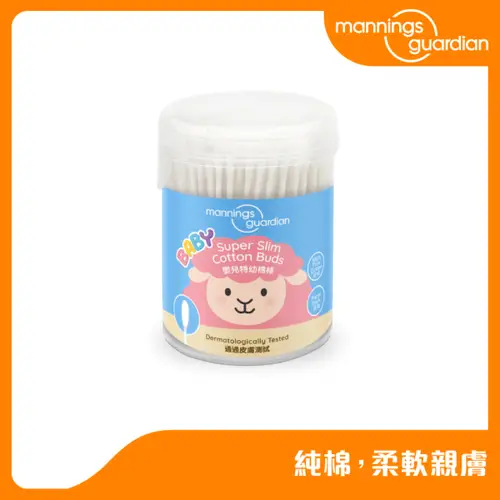 mannings
guardian
mannings
guardian
BABY
Super Slim
Cotton Buds
嬰兒特幼棉棒
Dermatologically Tested
通過皮膚測試
純棉，柔軟親膚